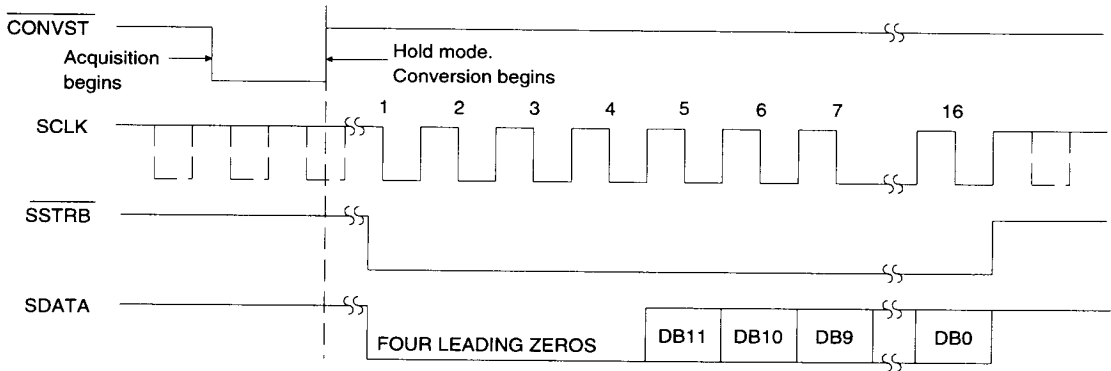 CONVST
Acquisition
begins
Hold mode.
Conversion begins
1 2 3 4 5 6 7 16
SCLK
SSTRB
SDATA
FOUR LEADING ZEROS DB11 DB10 DB9 DB0